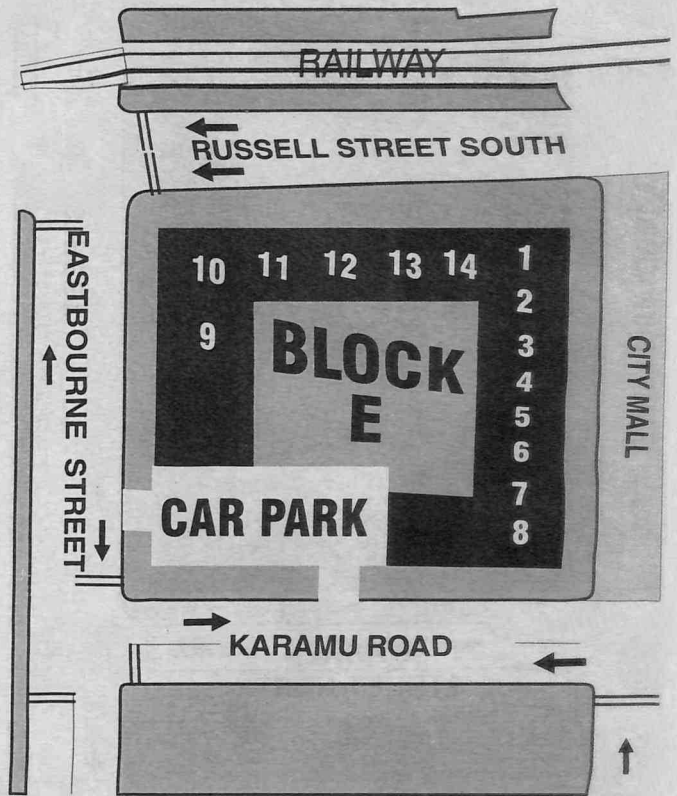 RAILWAY
RUSSELL STREET SOUTH
EASTBOURNE STREET
10 11 12 13 14 1
2
9
3
4
5
6
7
8
BLOCK
E
CITY MALL
CAR PARK
KARAMU ROAD